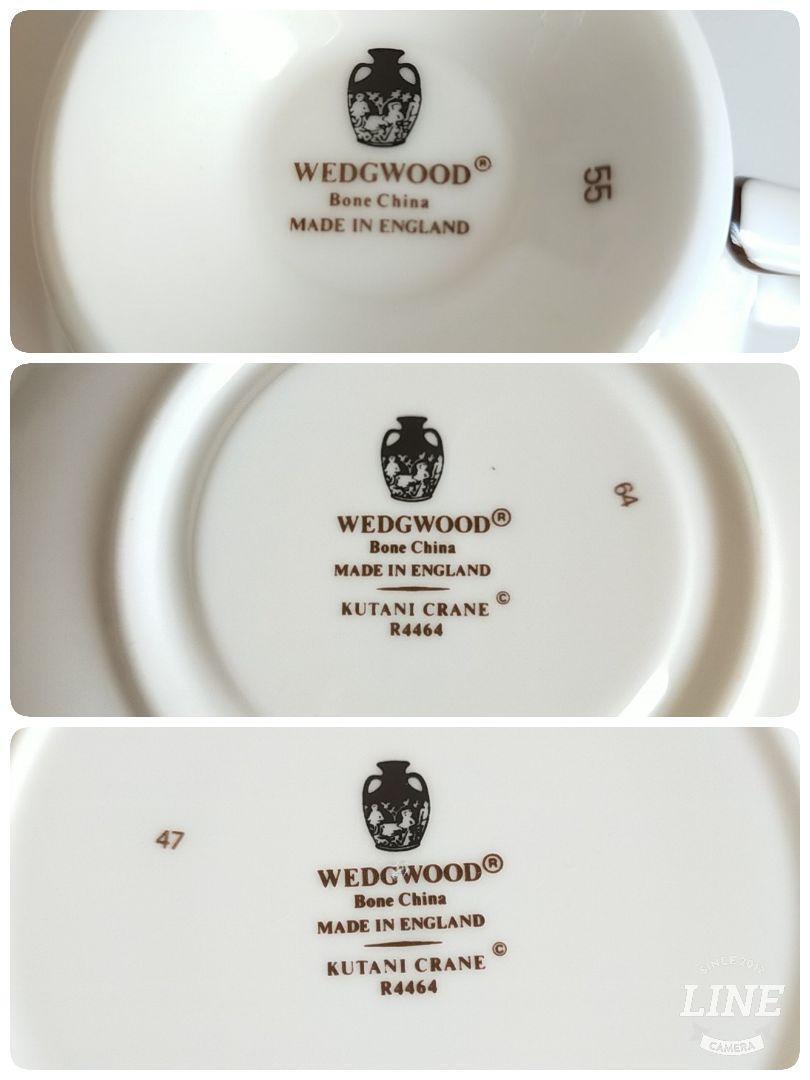 WEDGWOOD®
Bone China
MADE IN ENGLAND
55
WEDGWOOD®
Bone China
MADE IN ENGLAND
KUTANI CRANE ©
R4464
64
47
WEDGWOOD®
Bone China
MADE IN ENGLAND
KUTANI CRANE ©
R4464
SINCE 2012
LINE
CAMERA